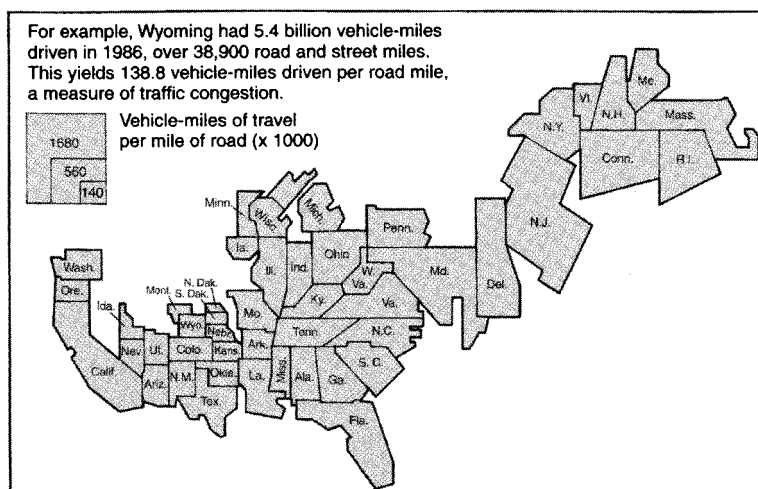 For example, Wyoming had 5.4 billion vehicle-miles
driven in 1986, over 38,900 road and street miles.
This yields 138.8 vehicle-miles driven per road mile,
a measure of traffic congestion.
Vehicle-miles of travel
per mile of road (x 1000)
1680
560
140
Me.
Vt.
N.H.
Mass.
N.Y.
Conn.
R.I.
N.J.
Minn.
Wisc.
Mich.
Penn.
Ia.
Ill.
Ind.
Ohio
W.
Va.
Md.
Del.
Wash.
Ore.
Ida.
Mont.
N. Dak.
S. Dak.
Wyo.
Nebr.
Mo.
Ky.
Va.
Nev.
Ut.
Colo.
Kans.
Ark.
Tenn.
N.C.
Calif.
Ariz.
N.M.
Okla.
Tex.
La.
Miss.
Ala.
Ga.
S. C.
Fla.